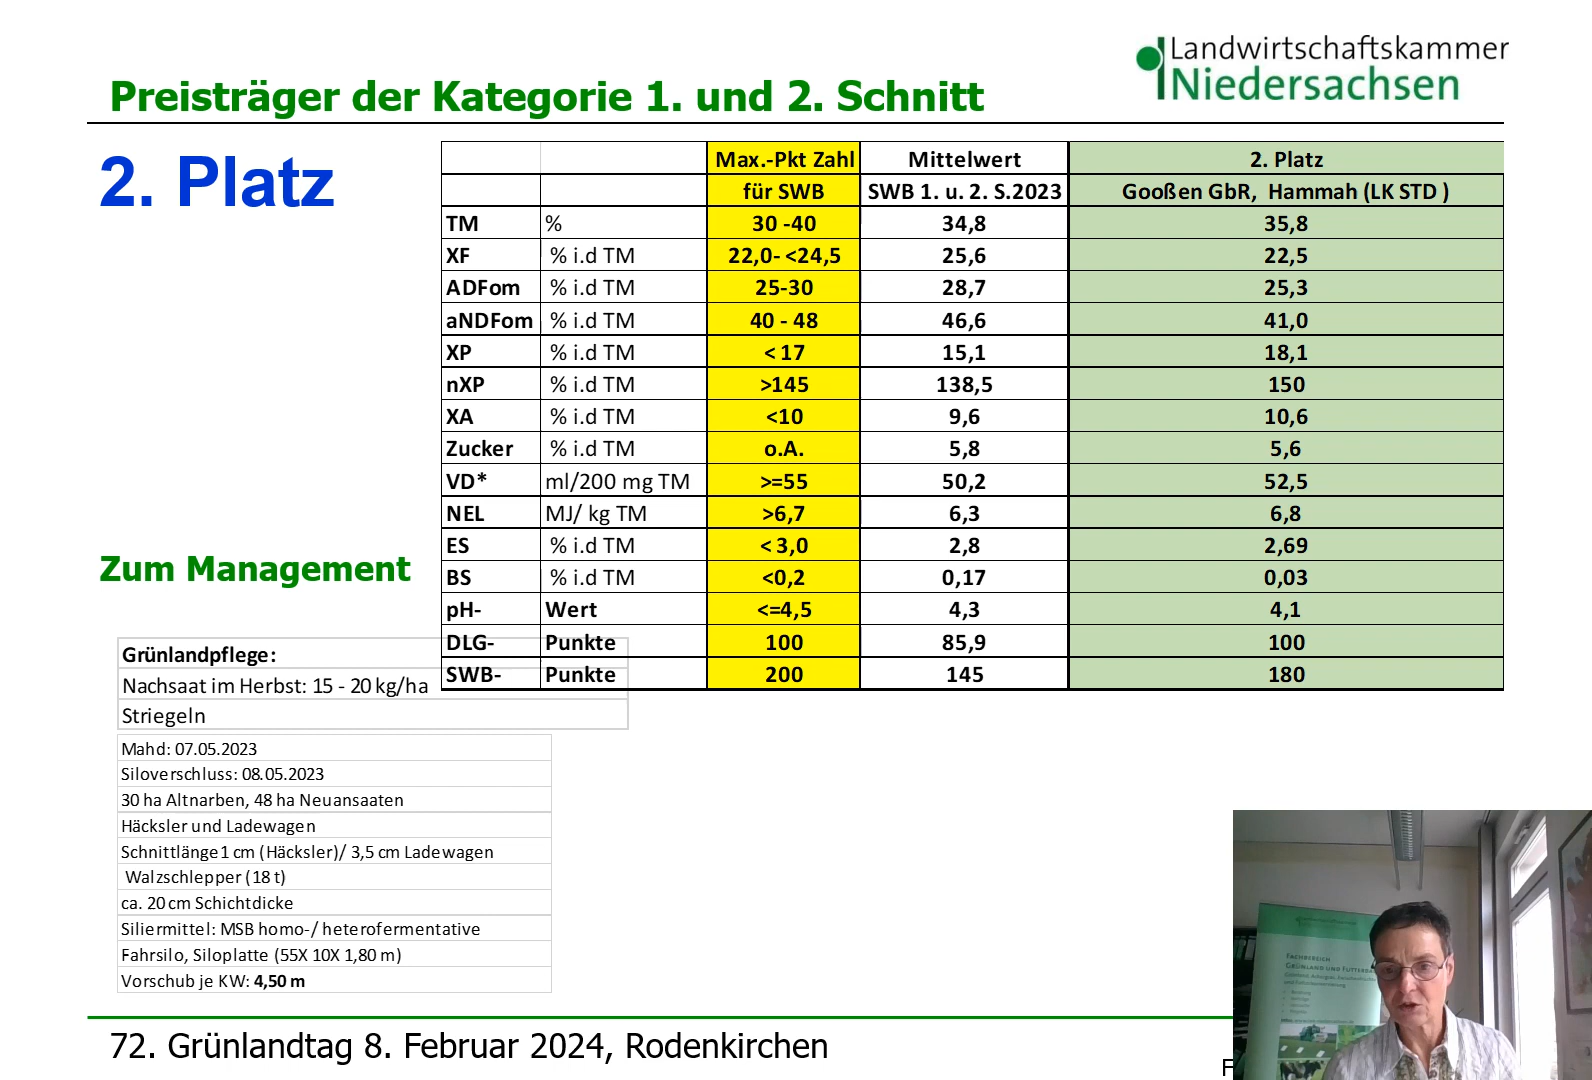 Landwirtschaftskammer
Niedersachsen
Preisträger der Kategorie 1. und 2. Schnitt
2. Platz
Max.-Pkt Zahl Mittelwert 2. Platz
für SWB SWB 1. u. 2. S.2023 Gooßen GbR, Hammah (LK STD )
TM % 30 -40 34,8 35,8
XF % i.d TM 22,0- <24,5 25,6 22,5
ADFom % i.d TM 25-30 28,7 25,3
aNDFom % i.d TM 40 - 48 46,6 41,0
XP % i.d TM < 17 15,1 18,1
nXP % i.d TM >145 138,5 150
XA % i.d TM <10 9,6 10,6
Zucker % i.d TM o.A. 5,8 5,6
VD* ml/200 mg TM >=55 50,2 52,5
NEL MJ/ kg TM >6,7 6,3 6,8
ES % i.d TM < 3,0 2,8 2,69
BS % i.d TM <0,2 0,17 0,03
pH- Wert <=4,5 4,3 4,1
DLG- Punkte 100 85,9 100
SWB- Punkte 200 145 180
Zum Management
Grünlandpflege:
Nachsaat im Herbst: 15 - 20 kg/ha
Striegeln
Mahd: 07.05.2023
Siloverschluss: 08.05.2023
30 ha Altnarben, 48 ha Neuansaaten
Häcksler und Ladewagen
Schnittlänge1 cm (Häcksler)/ 3,5 cm Ladewagen
Walzschlepper (18 t)
ca. 20 cm Schichtdicke
Siliermittel: MSB homo-/ heterofermentative
Fahrsilo, Siloplatte (55X 10X 1,80 m)
Vorschub je KW: 4,50 m
72. Grünlandtag 8. Februar 2024, Rodenkirchen
F
Fachbereich
Grünland und Futterba